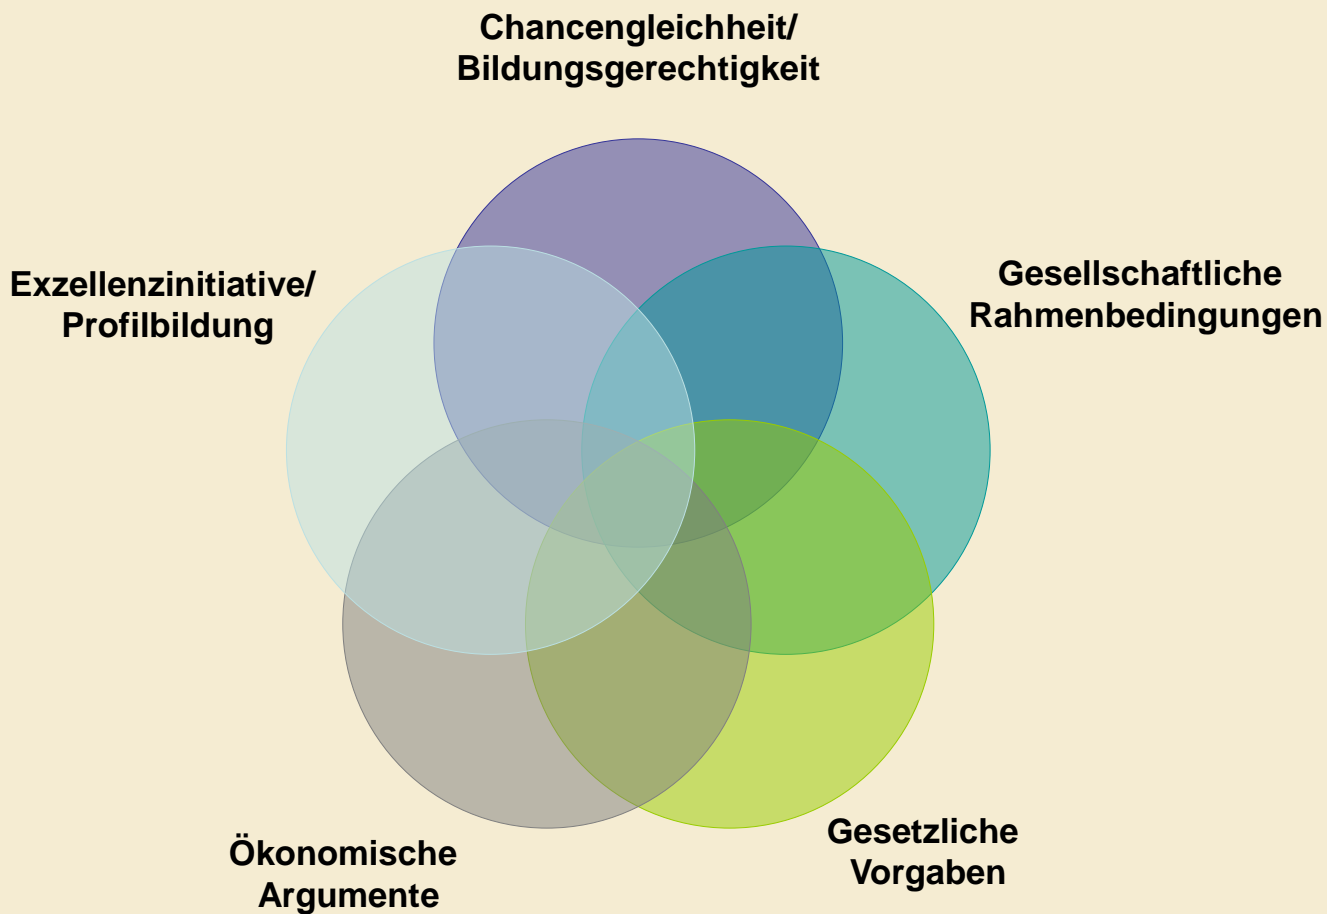 Chancengleichheit/
Bildungsgerechtigkeit
Gesellschaftliche
Rahmenbedingungen
Gesetzliche
Vorgaben
Ökonomische
Argumente
Exzellenzinitiative/
Profilbildung